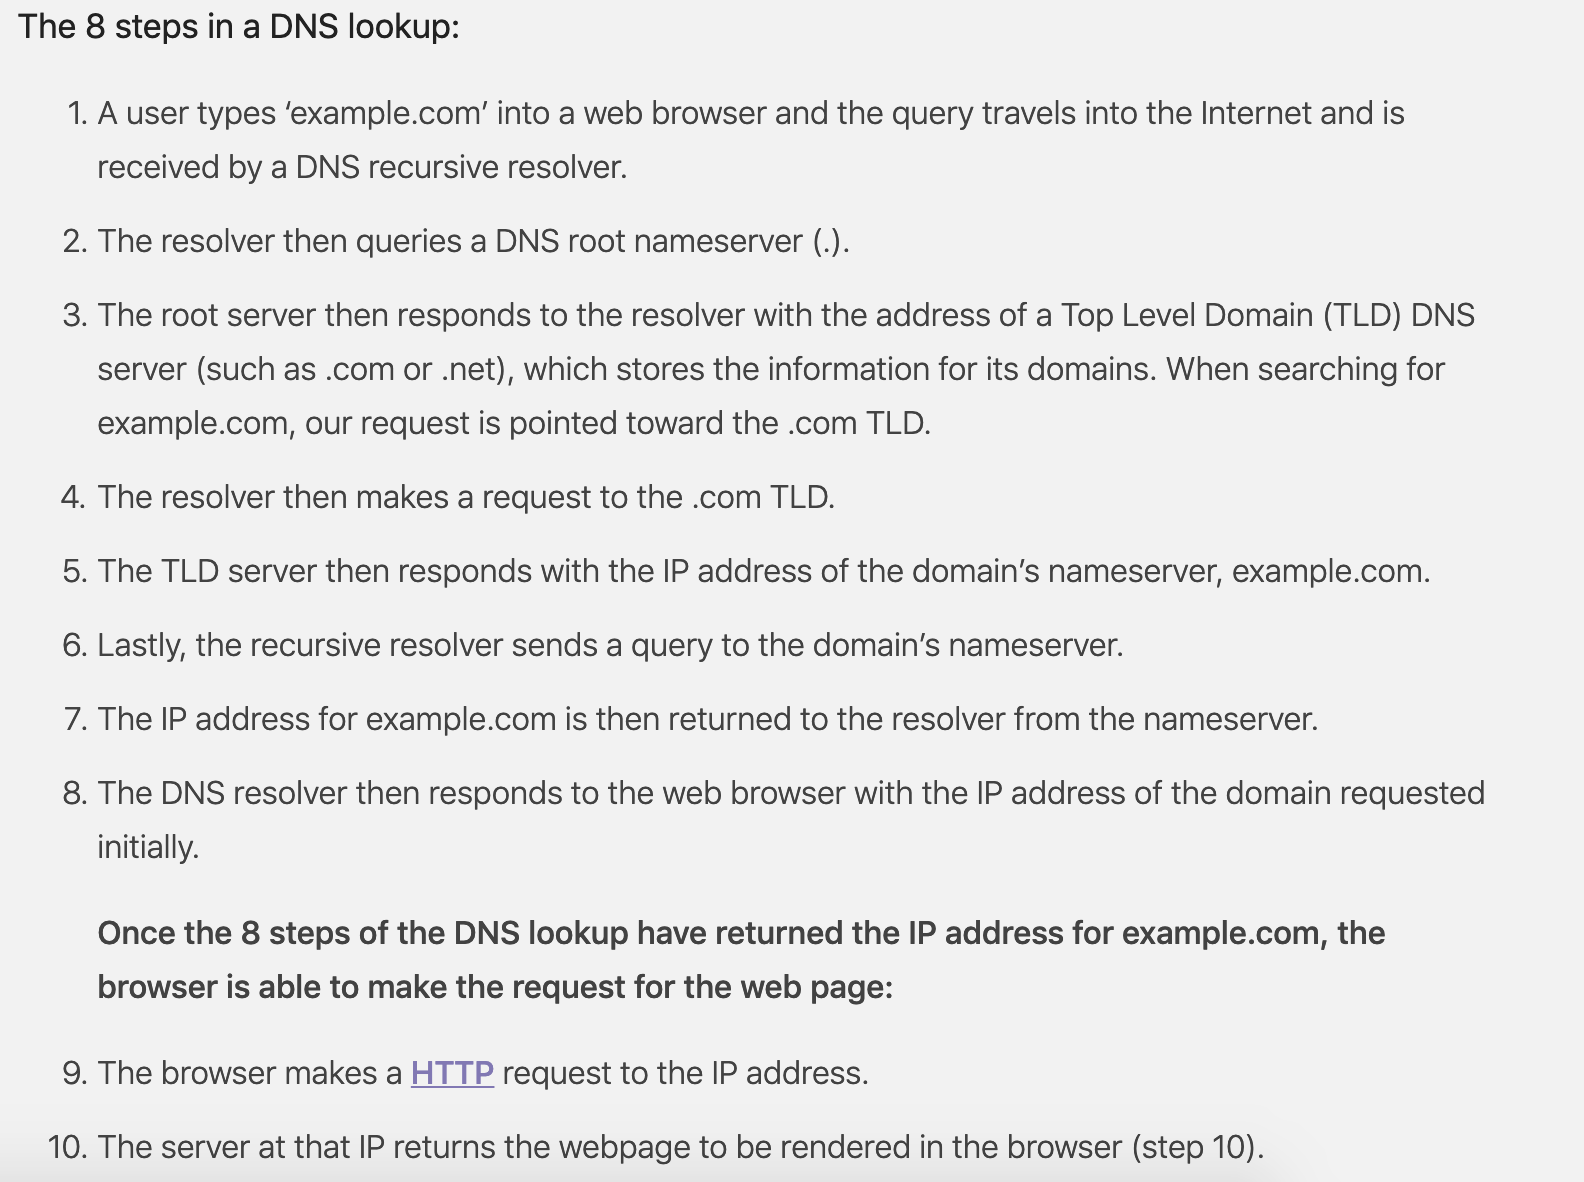 The 8 steps in a DNS lookup:
1. A user types ‘example.com’ into a web browser and the query travels into the Internet and is
received by a DNS recursive resolver.
2. The resolver then queries a DNS root nameserver (.).
3. The root server then responds to the resolver with the address of a Top Level Domain (TLD) DNS
server (such as .com or .net), which stores the information for its domains. When searching for
example.com, our request is pointed toward the .com TLD.
4. The resolver then makes a request to the .com TLD.
5. The TLD server then responds with the IP address of the domain’s nameserver, example.com.
6. Lastly, the recursive resolver sends a query to the domain’s nameserver.
7. The IP address for example.com is then returned to the resolver from the nameserver.
8. The DNS resolver then responds to the web browser with the IP address of the domain requested
initially.
Once the 8 steps of the DNS lookup have returned the IP address for example.com, the
browser is able to make the request for the web page:
9. The browser makes a HTTP request to the IP address.
10. The server at that IP returns the webpage to be rendered in the browser (step 10).